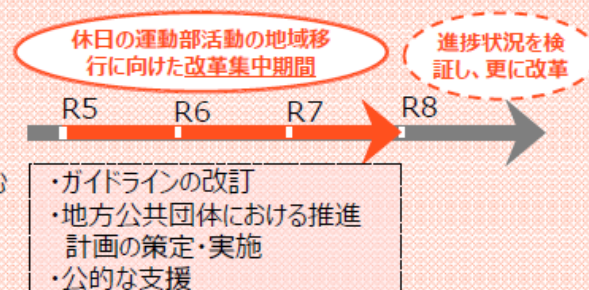 休日の運動部活動の地域移
行に向けた改革集中期間
進捗状況を検
証し、更に改革
R5 R6 R7 R8
・ガイドラインの改訂
・地方公共団体における推進
計画の策定・実施
・公的な支援